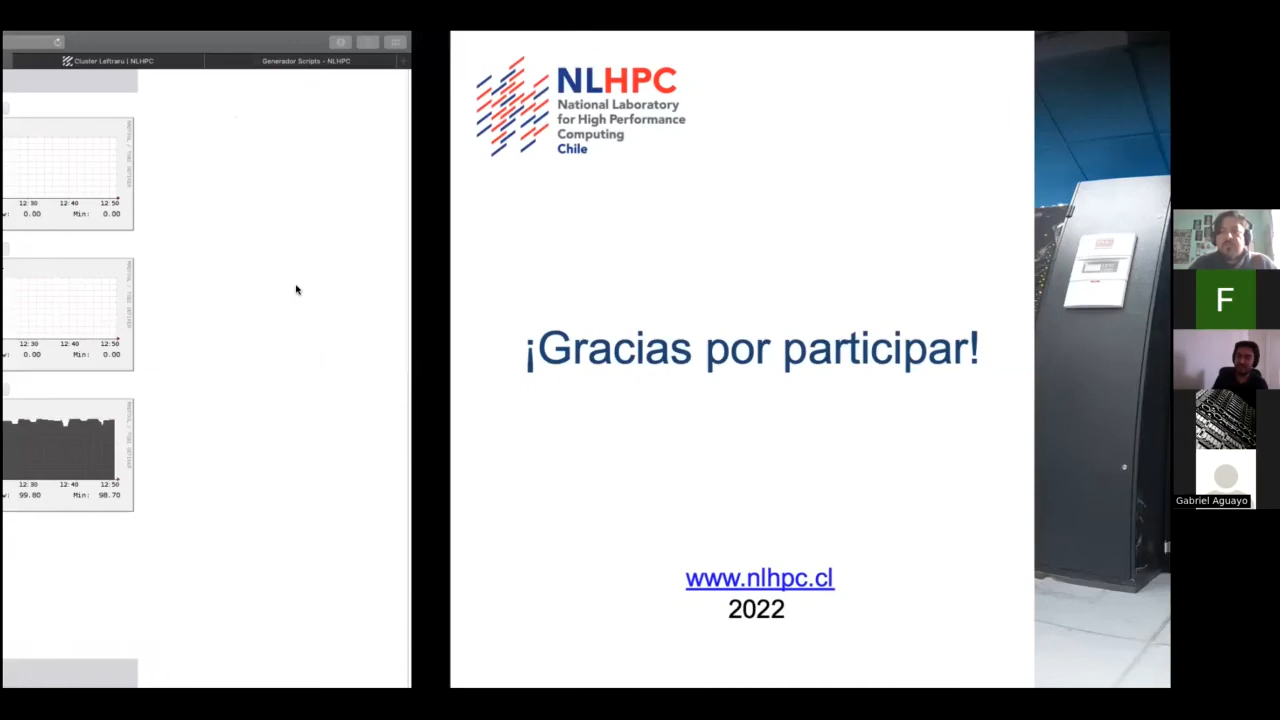 Cluster Leftraru | NLHPC
Generador Scripts - NLHPC
12:30 12:40 12:50
0.00 Min: 0.00
12:30 12:40 12:50
0.00 Min: 0.00
12:30 12:40 12:50
99.80 Min: 98.70
NLHPC
National Laboratory
for High Performance
Computing
Chile
¡Gracias por participar!
www.nlhpc.cl
2022
F
Gabriel Aguayo